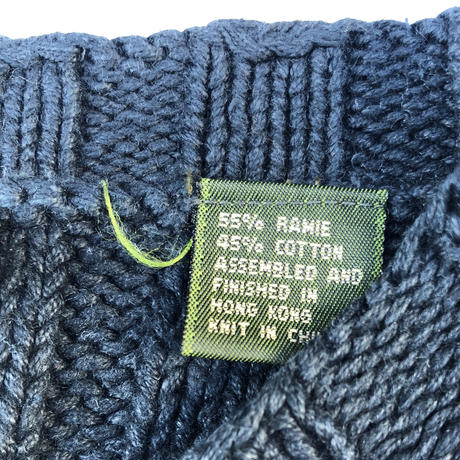 55% RAMIE
45% COTTON
ASSEMBLED AND
FINISHED IN
HONG KONG
KNIT IN